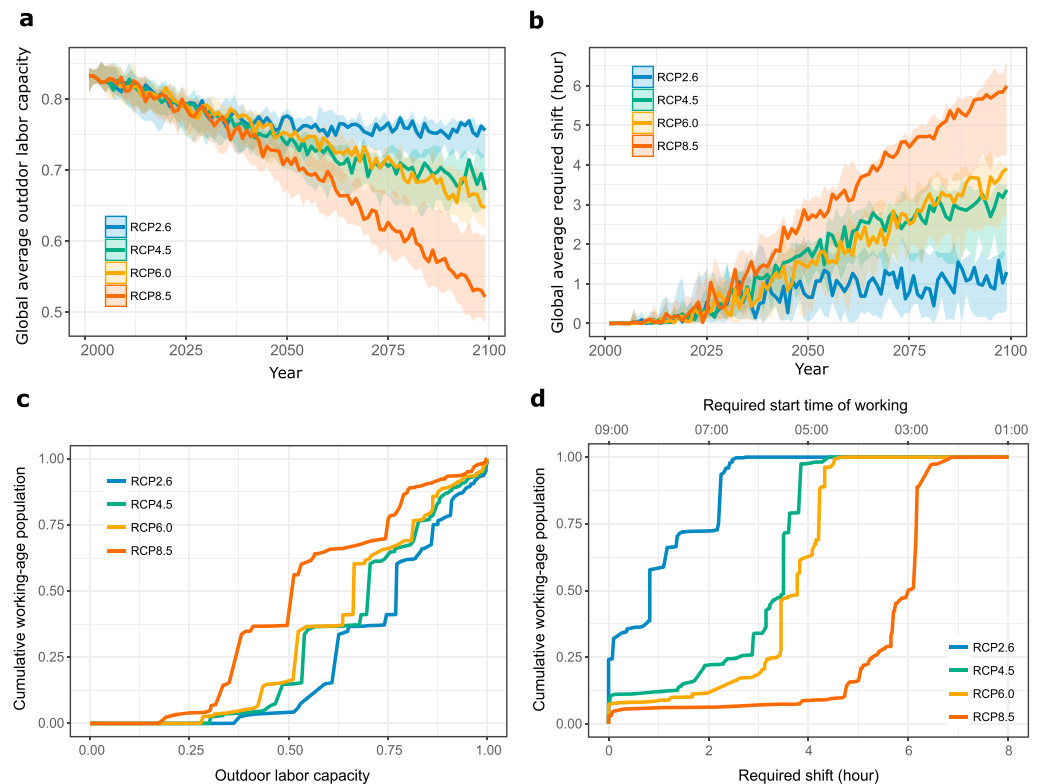 a
Global average outdoor labor capacity
0.8
0.7
0.6
0.5
RCP2.6
RCP4.5
RCP6.0
RCP8.5
2000 2025 2050 2075 2100
Year
b
Global average required shift (hour)
6
5
4
3
2
1
0
RCP2.6
RCP4.5
RCP6.0
RCP8.5
2000 2025 2050 2075 2100
Year
c
Cumulative working-age population
1.00
0.75
0.50
0.25
0.00
RCP2.6
RCP4.5
RCP6.0
RCP8.5
0.00 0.25 0.50 0.75 1.00
Outdoor labor capacity
d
Required start time of working
09:00 07:00 05:00 03:00 01:00
Cumulative working-age population
1.00
0.75
0.50
0.25
0.00
RCP2.6
RCP4.5
RCP6.0
RCP8.5
0 2 4 6 8
Required shift (hour)